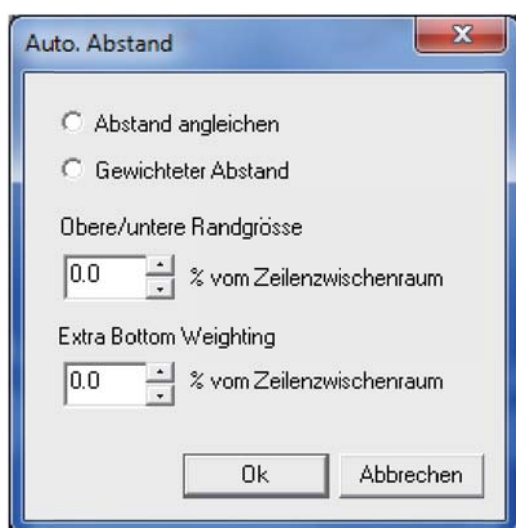 Auto. Abstand
Abstand angleichen
Gewichteter Abstand
Obere/untere Randgrösse
0.0 % vom Zeilenzwischenraum
Extra Bottom Weighting
0.0 % vom Zeilenzwischenraum
Ok Abbrechen